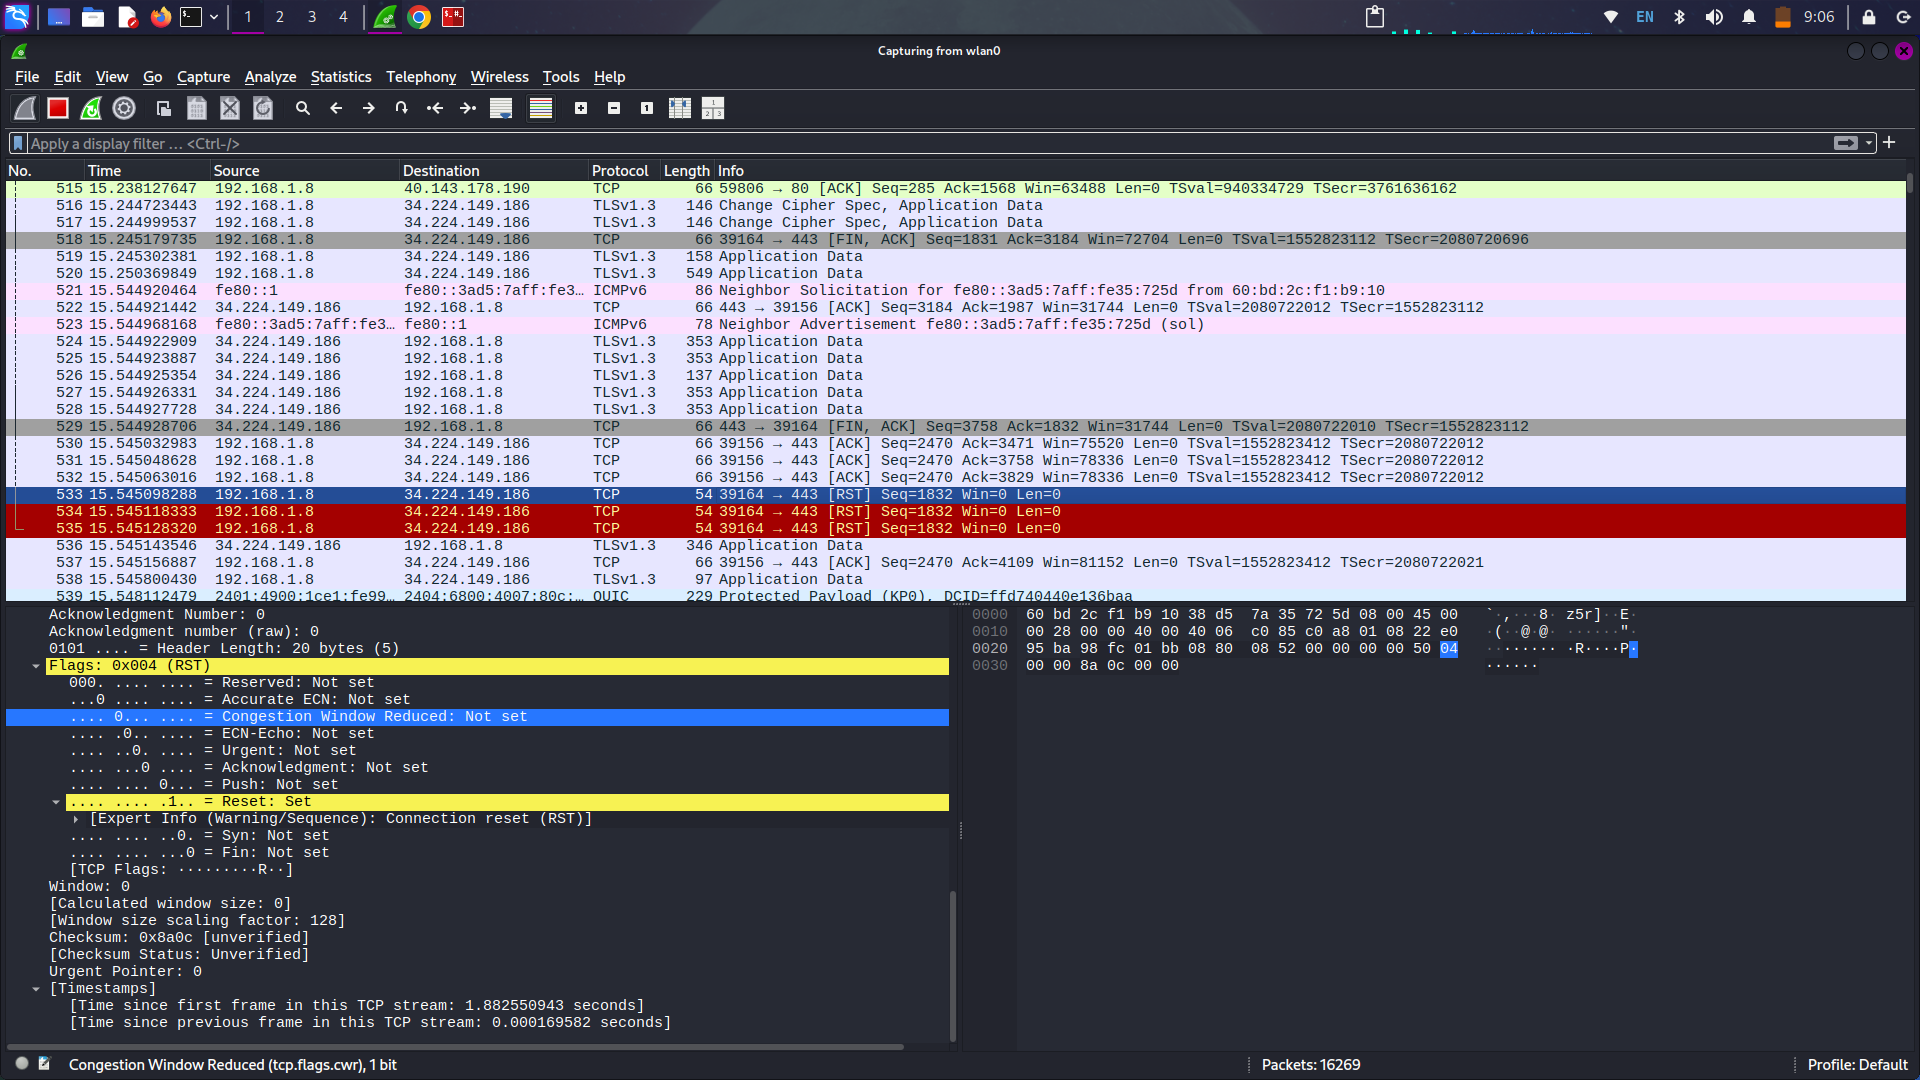 1 2 3 4 EN 9:06
Capturing from wlan0
File Edit View Go Capture Analyze Statistics Telephony Wireless Tools Help
Apply a display filter … <Ctrl-/>
No. Time Source Destination Protocol Length Info
515 15.238127647 192.168.1.8 40.143.178.190 TCP 66 59806 → 80 [ACK] Seq=285 Ack=1568 Win=63488 Len=0 TSval=940334729 TSecr=3761636162
516 15.244723443 192.168.1.8 34.224.149.186 TLSv1.3 146 Change Cipher Spec, Application Data
517 15.244999537 192.168.1.8 34.224.149.186 TLSv1.3 146 Change Cipher Spec, Application Data
518 15.245179735 192.168.1.8 34.224.149.186 TCP 66 39164 → 443 [FIN, ACK] Seq=1831 Ack=3184 Win=72704 Len=0 TSval=1552823112 TSecr=2080720696
519 15.245302381 192.168.1.8 34.224.149.186 TLSv1.3 158 Application Data
520 15.250369849 192.168.1.8 34.224.149.186 TLSv1.3 549 Application Data
521 15.544920464 fe80::1 fe80::3ad5:7aff:fe3… ICMPv6 86 Neighbor Solicitation for fe80::3ad5:7aff:fe35:725d from 60:bd:2c:f1:b9:10
522 15.544921442 34.224.149.186 192.168.1.8 TCP 66 443 → 39156 [ACK] Seq=3184 Ack=1987 Win=31744 Len=0 TSval=2080722012 TSecr=1552823112
523 15.544968168 fe80::3ad5:7aff:fe3… fe80::1 ICMPv6 78 Neighbor Advertisement fe80::3ad5:7aff:fe35:725d (sol)
524 15.544922909 34.224.149.186 192.168.1.8 TLSv1.3 353 Application Data
525 15.544923887 34.224.149.186 192.168.1.8 TLSv1.3 353 Application Data
526 15.544925354 34.224.149.186 192.168.1.8 TLSv1.3 137 Application Data
527 15.544926331 34.224.149.186 192.168.1.8 TLSv1.3 353 Application Data
528 15.544927728 34.224.149.186 192.168.1.8 TLSv1.3 353 Application Data
529 15.544928706 34.224.149.186 192.168.1.8 TCP 66 443 → 39164 [FIN, ACK] Seq=3758 Ack=1832 Win=31744 Len=0 TSval=2080722010 TSecr=1552823112
530 15.545032983 192.168.1.8 34.224.149.186 TCP 66 39156 → 443 [ACK] Seq=2470 Ack=3471 Win=75520 Len=0 TSval=1552823412 TSecr=2080722012
531 15.545048628 192.168.1.8 34.224.149.186 TCP 66 39156 → 443 [ACK] Seq=2470 Ack=3758 Win=78336 Len=0 TSval=1552823412 TSecr=2080722012
532 15.545063016 192.168.1.8 34.224.149.186 TCP 66 39156 → 443 [ACK] Seq=2470 Ack=3829 Win=78336 Len=0 TSval=1552823412 TSecr=2080722012
533 15.545098288 192.168.1.8 34.224.149.186 TCP 54 39164 → 443 [RST] Seq=1832 Win=0 Len=0
534 15.545118333 192.168.1.8 34.224.149.186 TCP 54 39164 → 443 [RST] Seq=1832 Win=0 Len=0
535 15.545128320 192.168.1.8 34.224.149.186 TCP 54 39164 → 443 [RST] Seq=1832 Win=0 Len=0
536 15.545143546 34.224.149.186 192.168.1.8 TLSv1.3 346 Application Data
537 15.545156887 192.168.1.8 34.224.149.186 TCP 66 39156 → 443 [ACK] Seq=2470 Ack=4109 Win=81152 Len=0 TSval=1552823412 TSecr=2080722021
538 15.545800430 192.168.1.8 34.224.149.186 TLSv1.3 97 Application Data
539 15.548112479 2401:4900:1ce1:fe99… 2404:6800:4007:80c:… QUIC 229 Protected Payload (KP0), DCID=ffd740440e136baa
Acknowledgment Number: 0
Acknowledgment number (raw): 0
0101 .... = Header Length: 20 bytes (5)
Flags: 0x004 (RST)
000. .... .... = Reserved: Not set
...0 .... .... = Accurate ECN: Not set
.... 0... .... = Congestion Window Reduced: Not set
.... .0.. .... = ECN-Echo: Not set
.... ..0. .... = Urgent: Not set
.... ...0 .... = Acknowledgment: Not set
.... .... 0... = Push: Not set
.... .... .1.. = Reset: Set
[Expert Info (Warning/Sequence): Connection reset (RST)]
.... .... ..0. = Syn: Not set
.... .... ...0 = Fin: Not set
[TCP Flags: ·········R··]
Window: 0
[Calculated window size: 0]
[Window size scaling factor: 128]
Checksum: 0x8a0c [unverified]
[Checksum Status: Unverified]
Urgent Pointer: 0
[Timestamps]
[Time since first frame in this TCP stream: 1.882550943 seconds]
[Time since previous frame in this TCP stream: 0.000169582 seconds]
0000 60 bd 2c f1 b9 10 38 d5 7a 35 72 5d 08 00 45 00 `·,···8· z5r]··E·
0010 00 28 00 00 40 00 40 06 c0 85 c0 a8 01 08 22 e0 ·(··@·@· ······"·
0020 95 ba 98 fc 01 bb 08 80 08 52 00 00 00 00 50 04 ········ ·R····P·
0030 00 00 8a 0c 00 00 ······
Congestion Window Reduced (tcp.flags.cwr), 1 bit
Packets: 16269
Profile: Default